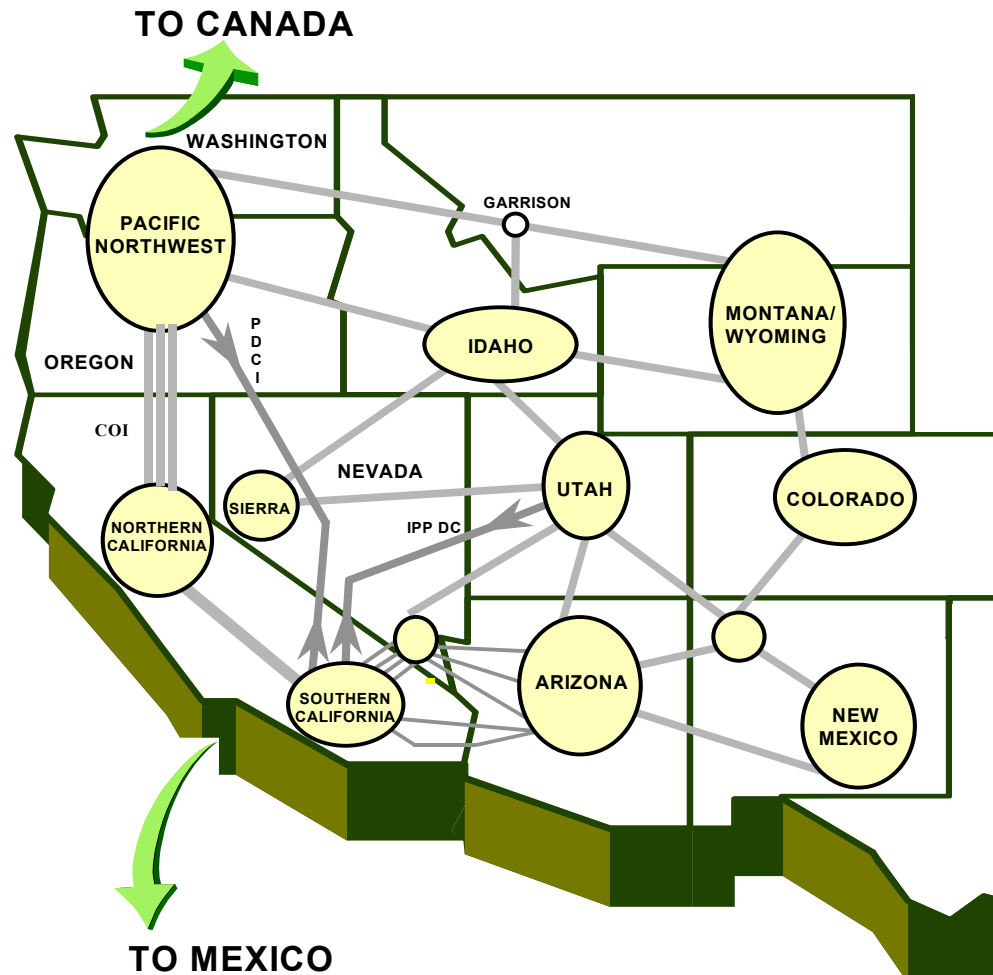 TO CANADA
WASHINGTON
GARRISON
PACIFIC
NORTHWEST
MONTANA/
WYOMING
P
D
C
I
OREGON
IDAHO
COI
NEVADA
UTAH
COLORADO
SIERRA
NORTHERN
CALIFORNIA
IPP DC
ARIZONA
SOUTHERN
CALIFORNIA
NEW
MEXICO
TO MEXICO